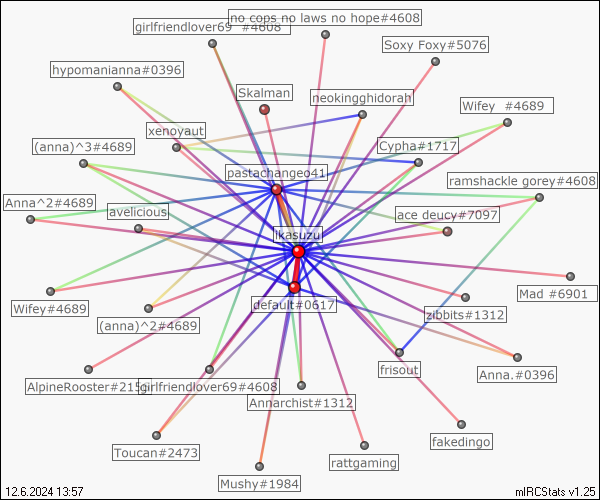 no cops no laws no hope#4608
girlfriendlover69 #4608
Soxy Foxy#5076
hypomanianna#0396
Skalman
neokingghidorah
Wifey #4689
xenoyaut
(anna)^3#4689
Cypha#1717
pastachangeo41
ramshackle gorey#4608
Anna^2#4689
avelicious
ace deucy#7097
ikasuzu
Mad #6901
default#0617
Wifey#4689
zibbits#1312
(anna)^2#4689
frisout
Anna.#0396
AlpineRooster#215
girlfriendlover69#4608
Annarchist#1312
fakedingo
Toucan#2473
rattgaming
Mushy#1984
12.6.2024 13:57
mIRCStats v1.25